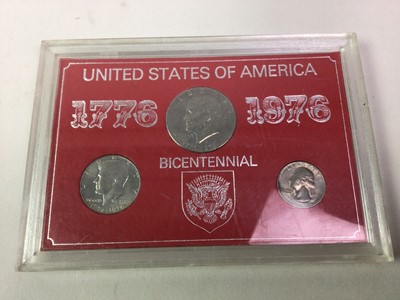 UNITED STATES OF AMERICA
1776 1976
BICENTENNIAL